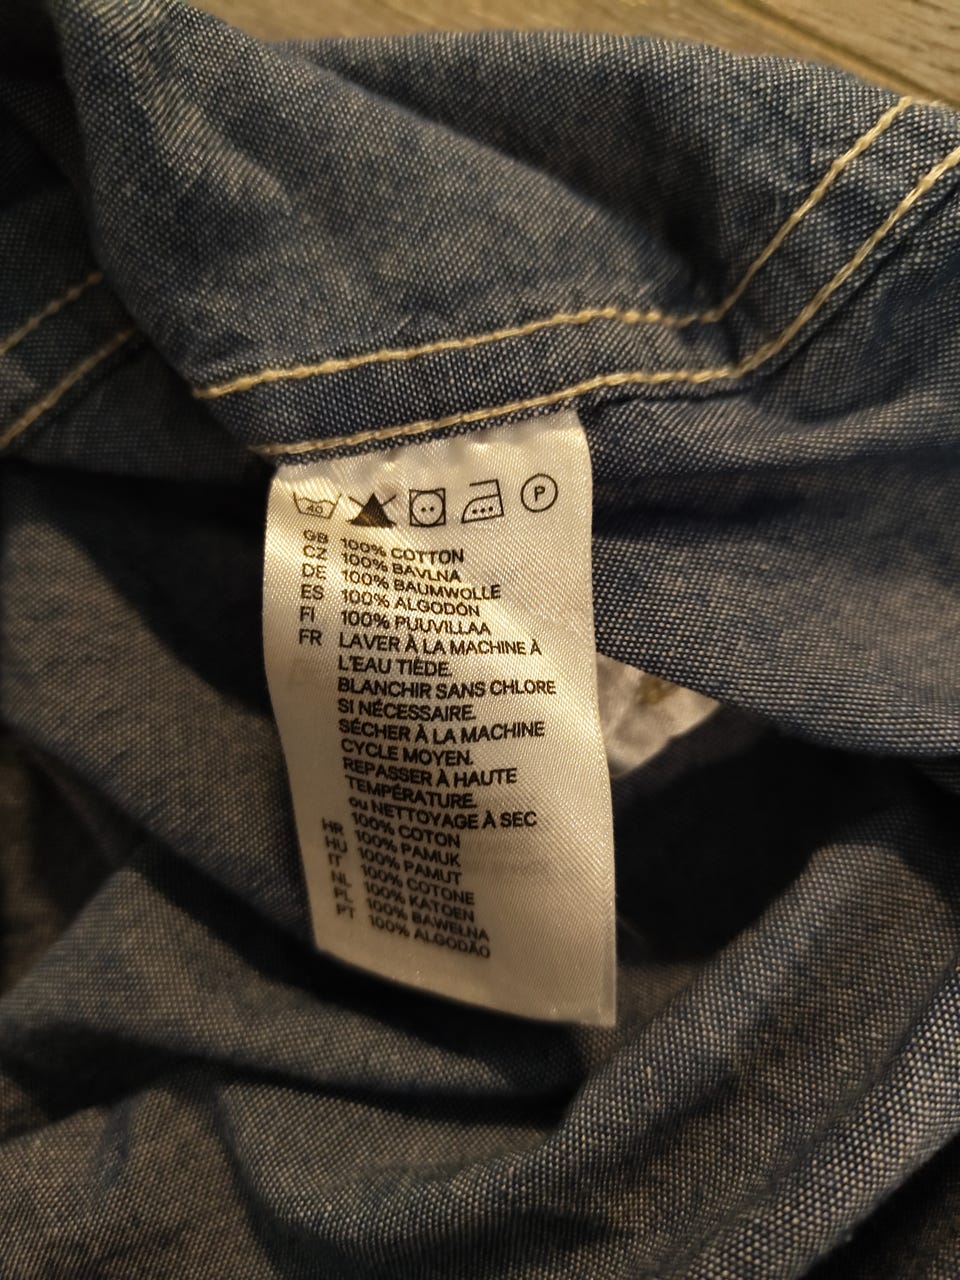 40 P
GB 100% COTTON
CZ 100% BAVLNA
DE 100% BAUMWOLLE
ES 100% ALGODÓN
FI 100% PUUVILLAA
FR LAVER À LA MACHINE À
L'EAU TIÈDE.
BLANCHIR SANS CHLORE
SI NÉCESSAIRE.
SÉCHER À LA MACHINE
CYCLE MOYEN.
REPASSER À HAUTE
TEMPÉRATURE.
ou NETTOYAGE À SEC
100% COTON
HR 100% PAMUK
HU 100% PAMUT
IT 100% COTONE
NL 100% KATOEN
PL 100% BAWEŁNA
PT 100% ALGODÃO